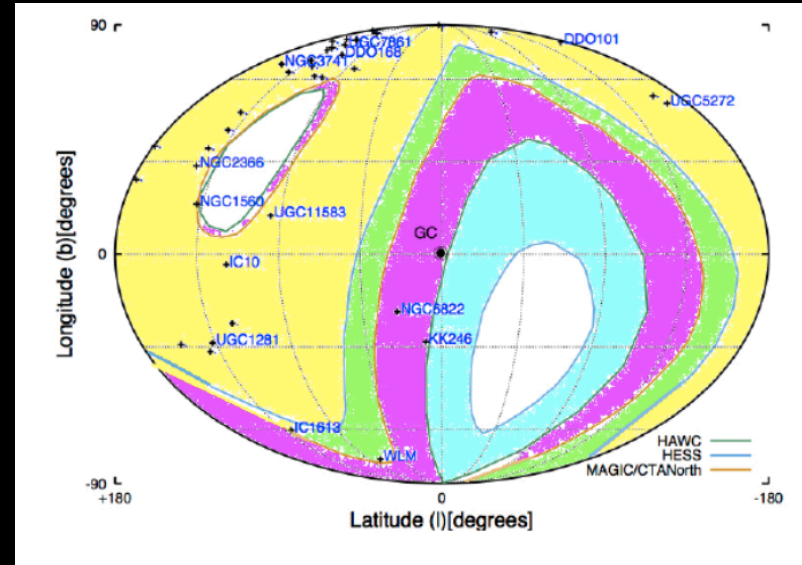 90
UGC7861
DDO168
DDO101
NGC3741
UGC5272
NGC2366
NGC1560
UGC11583
GC
0
IC10
NGC6822
KK246
UGC1281
IC1613
WLM
HAWC
HESS
MAGIC/CTANorth
-90
+180
0
-180
Longitude (b)[degrees]
Latitude (l)[degrees]